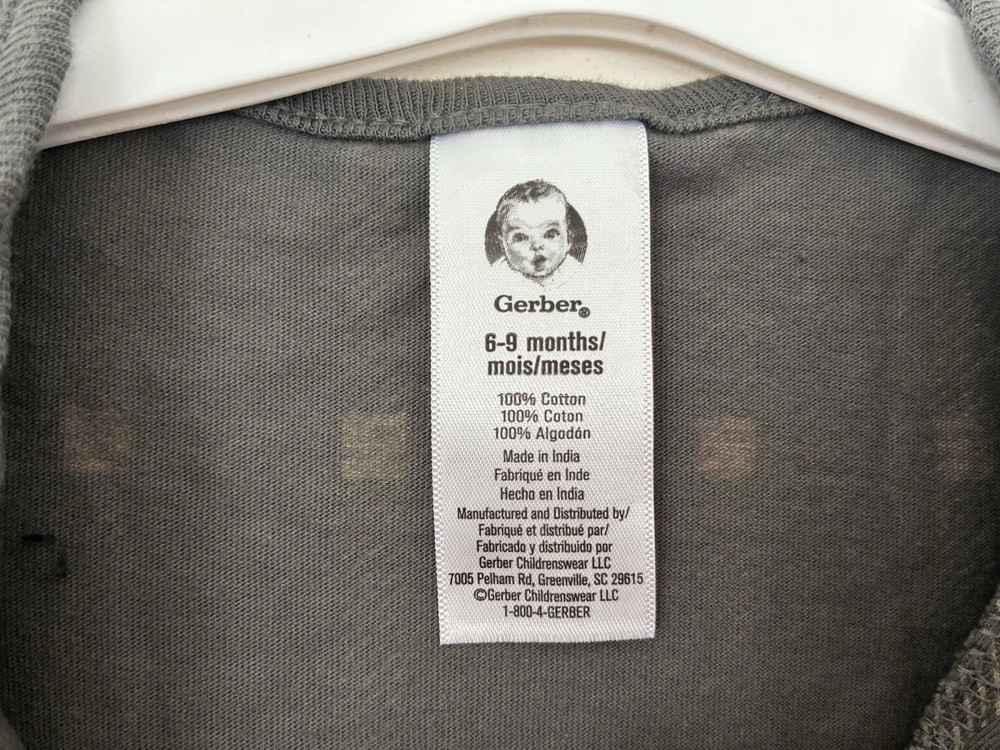 Gerber®
6-9 months/
mois/meses
100% Cotton
100% Coton
100% Algodón
Made in India
Fabriqué en Inde
Hecho en India
Manufactured and Distributed by/
Fabriqué et distribué par/
Fabricado y distribuido por
Gerber Childrenswear LLC
7005 Pelham Rd, Greenville, SC 29615
©Gerber Childrenswear LLC
1-800-4-GERBER